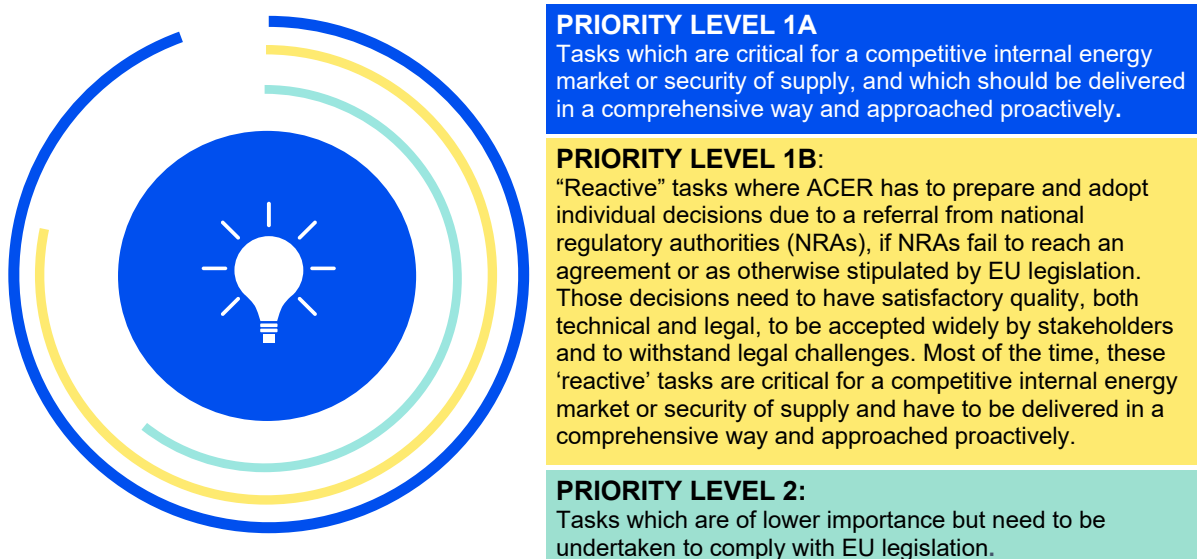 PRIORITY LEVEL 1A
Tasks which are critical for a competitive internal energy
market or security of supply, and which should be delivered
in a comprehensive way and approached proactively.
PRIORITY LEVEL 1B:
“Reactive” tasks where ACER has to prepare and adopt
individual decisions due to a referral from national
regulatory authorities (NRAs), if NRAs fail to reach an
agreement or as otherwise stipulated by EU legislation.
Those decisions need to have satisfactory quality, both
technical and legal, to be accepted widely by stakeholders
and to withstand legal challenges. Most of the time, these
‘reactive’ tasks are critical for a competitive internal energy
market or security of supply and have to be delivered in a
comprehensive way and approached proactively.
PRIORITY LEVEL 2:
Tasks which are of lower importance but need to be
undertaken to comply with EU legislation.